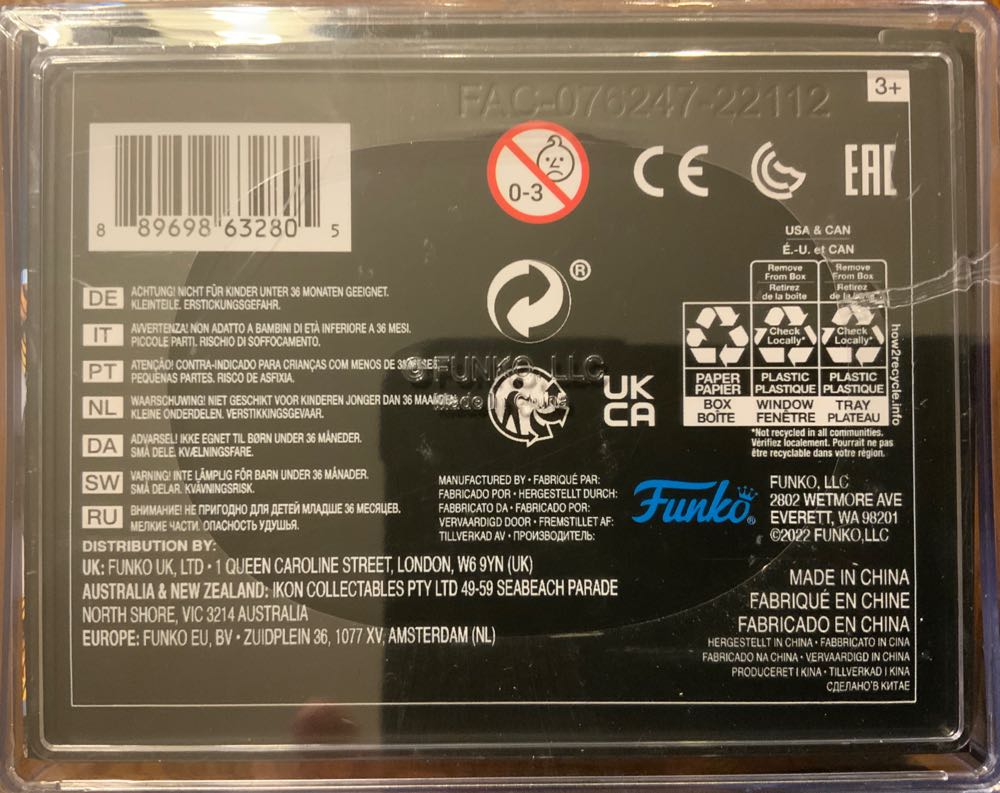 FAC-076247-22112
3+
8 89698 63280 5
0-3
CE
EAC
USA & CAN
É.-U. et CAN
Remove From Box
Retirez de la boîte
Remove From Box
Retirez de la
Check Locally*
Check Locally*
PAPER PAPIER
PLASTIC PLASTIQUE
PLASTIC PLASTIQUE
BOX BOÎTE
WINDOW FENÊTRE
TRAY PLATEAU
how2recycle.info
*Not recycled in all communities.
Vérifiez localement. Pourrait ne pas
être recyclable dans votre région.
®
FUNKO, LLC
Made
UK
CA
DE ACHTUNG! NICHT FÜR KINDER UNTER 36 MONATEN GEEIGNET.
KLEINTEILE. ERSTICKUNGSGEFAHR.
IT AVVERTENZA! NON ADATTO A BAMBINI DI ETÀ INFERIORE A 36 MESI.
PICCOLE PARTI. RISCHIO DI SOFFOCAMENTO.
PT ATENÇÃO! CONTRA-INDICADO PARA CRIANÇAS COM MENOS DE 36 MESES.
PEQUENAS PARTES. RISCO DE ASFIXIA.
NL WAARSCHUWING! NIET GESCHIKT VOOR KINDEREN JONGER DAN 36 MAANDEN.
KLEINE ONDERDELEN. VERSTIKKINGSGEVAAR.
DA ADVARSEL! IKKE EGNET TIL BØRN UNDER 36 MÅNEDER.
SMÅ DELE. KVÆLNINGSFARE.
SW VARNING! INTE LÄMPLIG FÖR BARN UNDER 36 MÅNADER.
SMÅ DELAR. KVÄVNINGSRISK.
RU ВНИМАНИЕ! НЕ ПРИГОДНО ДЛЯ ДЕТЕЙ МЛАДШЕ 36 МЕСЯЦЕВ.
МЕЛКИЕ ЧАСТИ. ОПАСНОСТЬ УДУШЬЯ.
MANUFACTURED BY • FABRIQUÉ PAR:
FABRICADO POR • HERGESTELLT DURCH:
FABBRICATO DA • FABRICADO POR:
VERVAARDIGD DOOR • FREMSTILLET AF:
TILLVERKAD AV • ПРОИЗВОДИТЕЛЬ:
Funko®
FUNKO, LLC
2802 WETMORE AVE
EVERETT, WA 98201
©2022 FUNKO,LLC
DISTRIBUTION BY:
UK: FUNKO UK, LTD • 1 QUEEN CAROLINE STREET, LONDON, W6 9YN (UK)
AUSTRALIA & NEW ZEALAND: IKON COLLECTABLES PTY LTD 49-59 SEABEACH PARADE
NORTH SHORE, VIC 3214 AUSTRALIA
EUROPE: FUNKO EU, BV • ZUIDPLEIN 36, 1077 XV, AMSTERDAM (NL)
MADE IN CHINA
FABRIQUÉ EN CHINE
FABRICADO EN CHINA
HERGESTELLT IN CHINA • FABBRICATO IN CINA
FABRICADO NA CHINA • VERVAARDIGD IN CHINA
PRODUCERET I KINA • TILLVERKAD I KINA
СДЕЛАНО В КИТАЕ